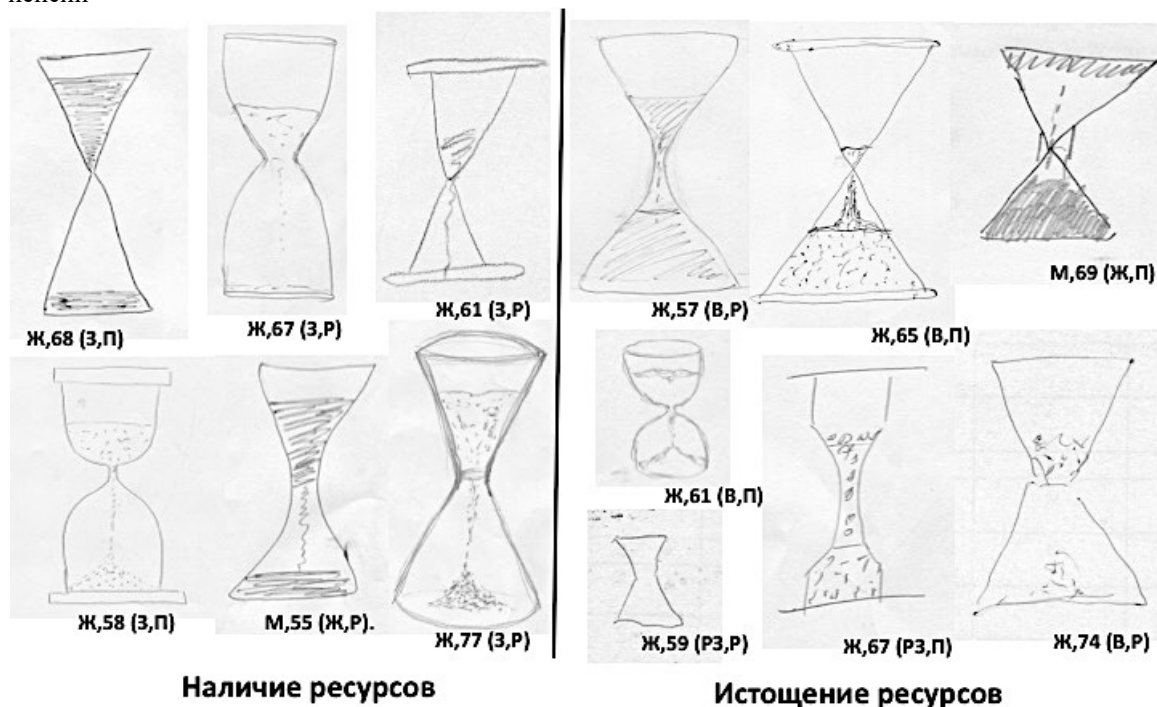 Ж,68 (З,П)
Ж,67 (З,Р)
Ж,61 (З,Р)
Ж,58 (З,П)
М,55 (Ж,Р).
Ж,77 (З,Р)
Наличие ресурсов
Ж,57 (В,Р)
Ж,65 (В,П)
М,69 (Ж,П)
Ж,61 (В,П)
Ж,59 (РЗ,Р)
Ж,67 (РЗ,П)
Ж,74 (В,Р)
Истощение ресурсов